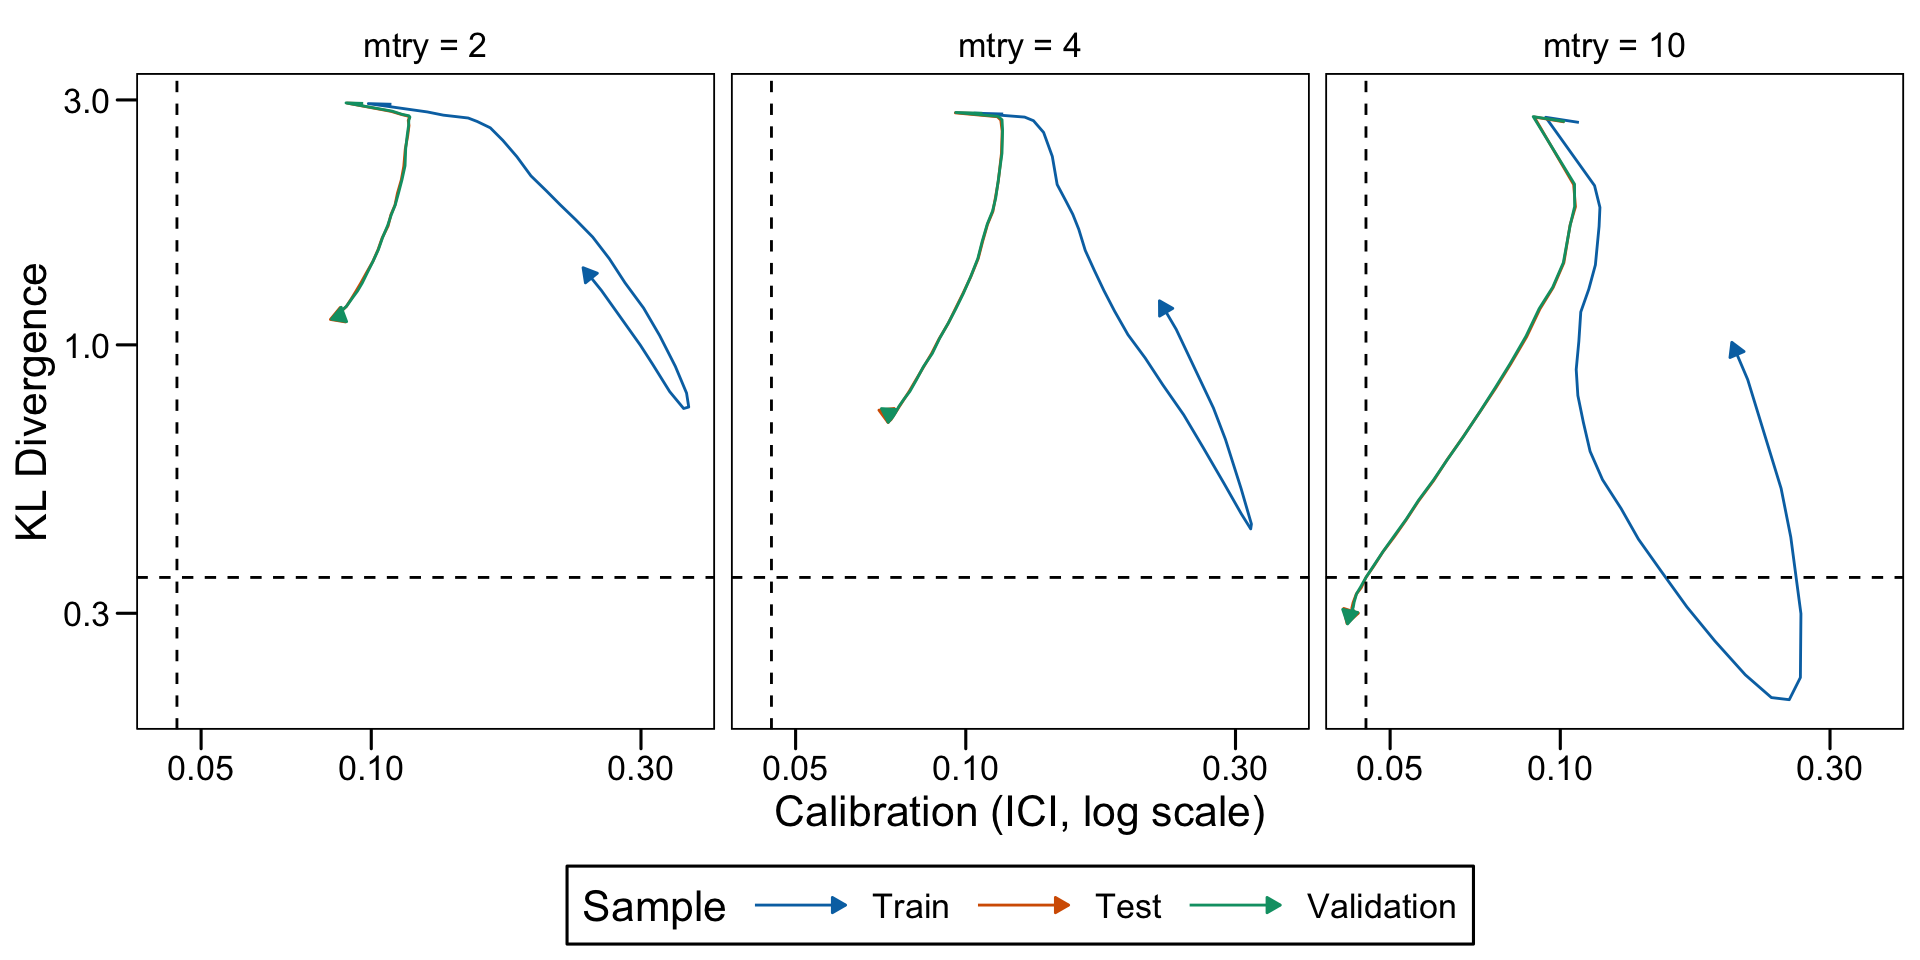 mtry = 2
mtry = 4
mtry = 10
KL Divergence
3.0
1.0
0.3
0.05
0.10
0.30
0.05
0.10
0.30
0.05
0.10
0.30
Calibration (ICI, log scale)
Sample
Train
Test
Validation